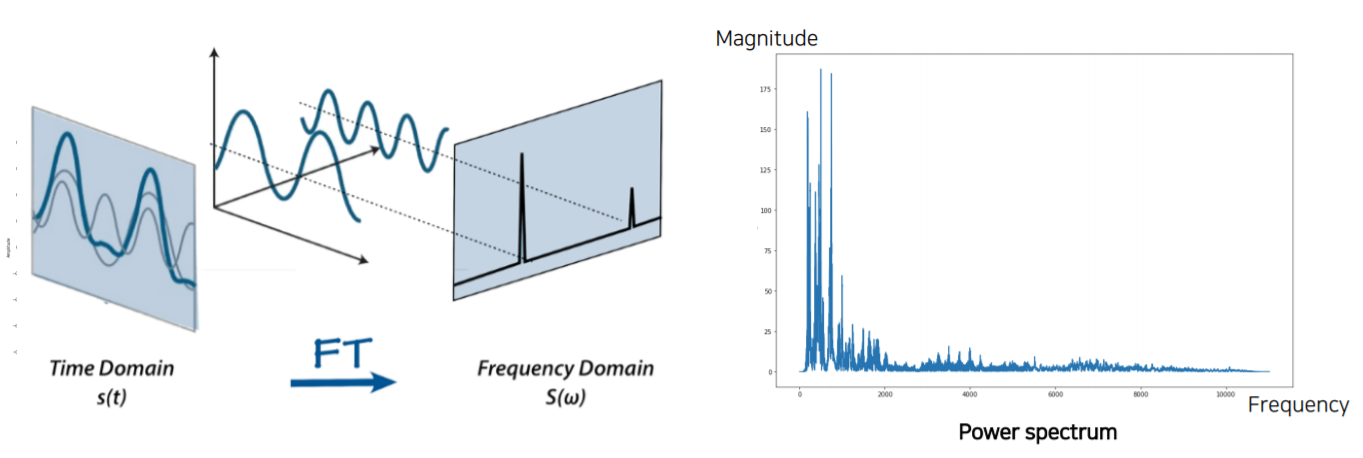 Time Domain
s(t)
FT
Frequency Domain
S(ω)
Magnitude
175
150
125
100
75
50
25
0
0
2000
4000
6000
8000
10000
Frequency
Power spectrum
Amplitude